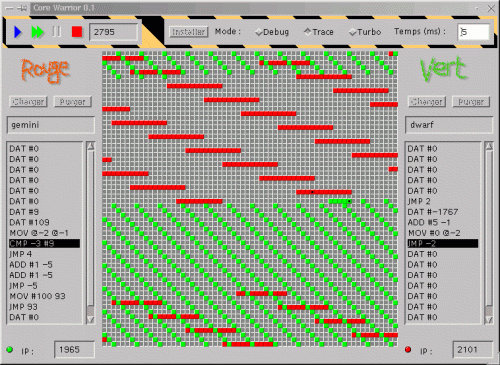 Core Warrior 0.1
2795 Installer Mode : Debug Trace Turbo Temps (ms) : 5
Rouge
Charger Purger
gemini
DAT #0
DAT #0
DAT #0
DAT #0
DAT #0
DAT #0
DAT #9
DAT #109
MOV @-2 @-1
CMP -3 #9
JMP 4
ADD #1 -5
ADD #1 -5
JMP -5
MOV #100 93
JMP 93
DAT #0
IP : 1965
Vert
Charger Purger
dwarf
DAT #0
DAT #0
DAT #0
DAT #0
DAT #0
JMP 2
DAT #-1767
ADD #5 -1
MOV #0 @-2
JMP -2
DAT #0
DAT #0
DAT #0
DAT #0
DAT #0
DAT #0
DAT #0
IP : 2101